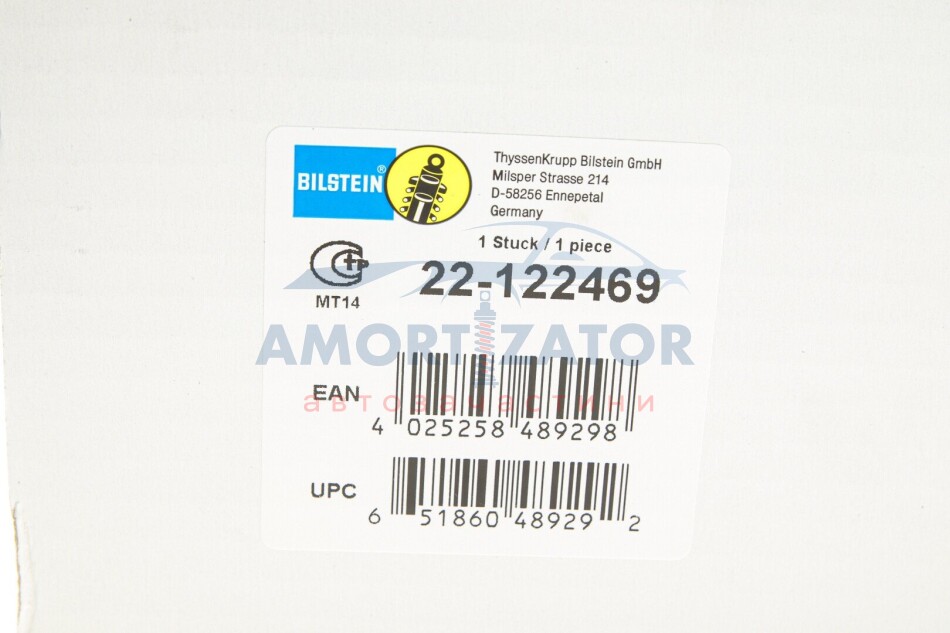 BILSTEIN®
ThyssenKrupp Bilstein GmbH
Milsper Strasse 214
D-58256 Ennepetal
Germany
1 Stuck / 1 piece
22-122469
MT14
AMORTIZATOR
автозапчастини
EAN
4 025258 489298
UPC
6 51860 48929 2